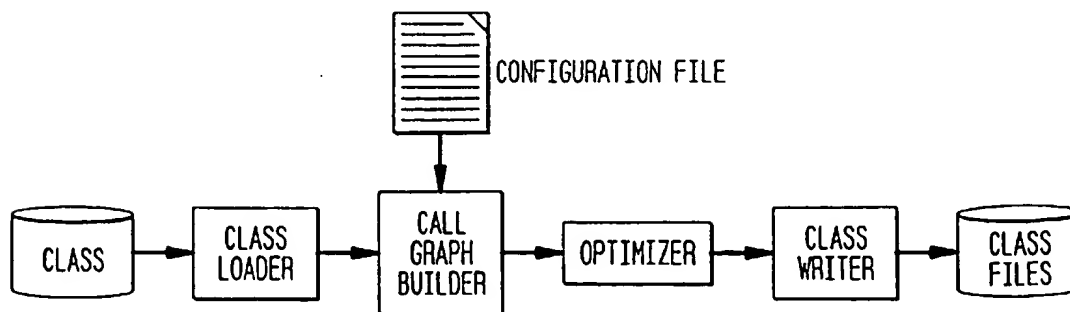 CONFIGURATION FILE
CLASS
CLASS
LOADER
CALL
GRAPH
BUILDER
OPTIMIZER
CLASS
WRITER
CLASS
FILES